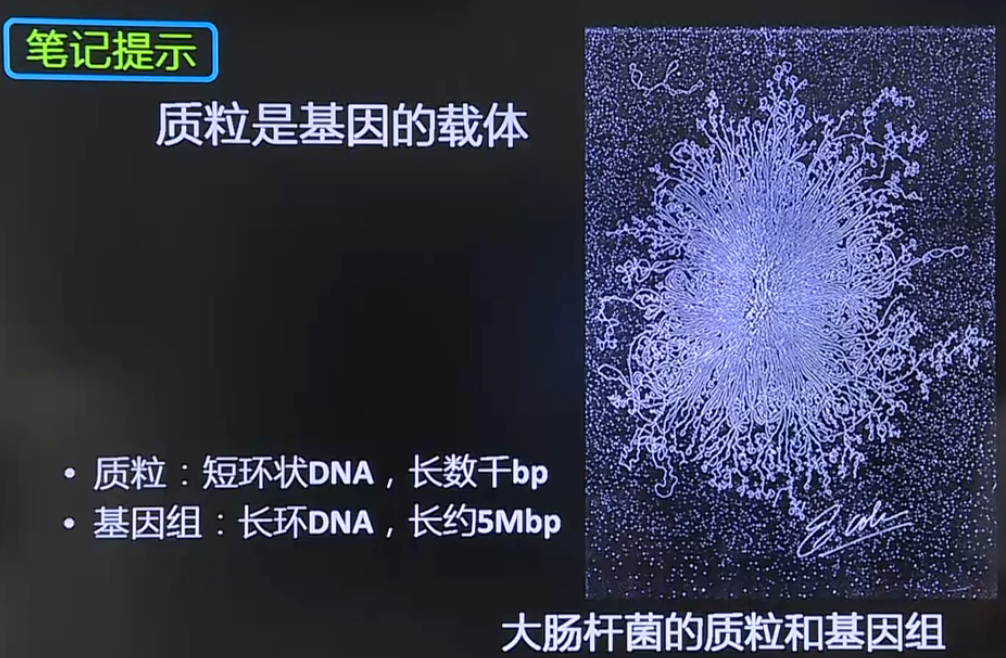 笔记提示
质粒是基因的载体
• 质粒：短环状DNA，长数千bp
• 基因组：长环DNA，长约5Mbp
E. coli
大肠杆菌的质粒和基因组